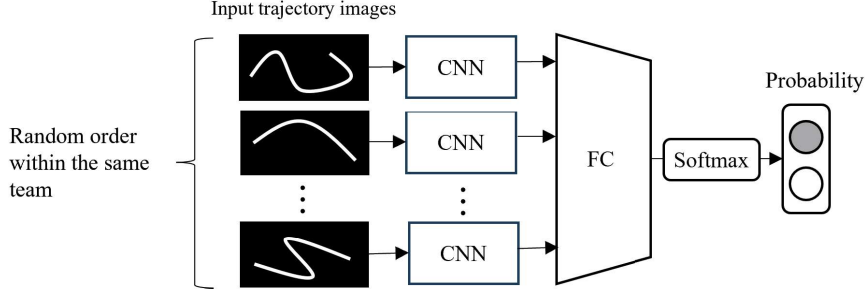 Input trajectory images
Random order
within the same
team
CNN
CNN
CNN
FC
Softmax
Probability